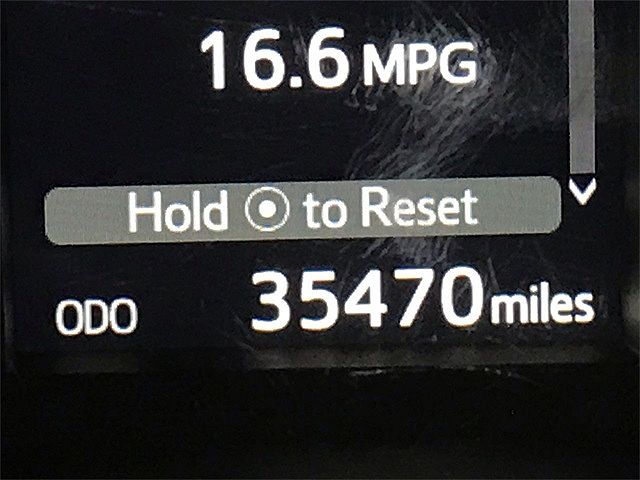 16.6 MPG
Hold to Reset
ODO 35470 miles